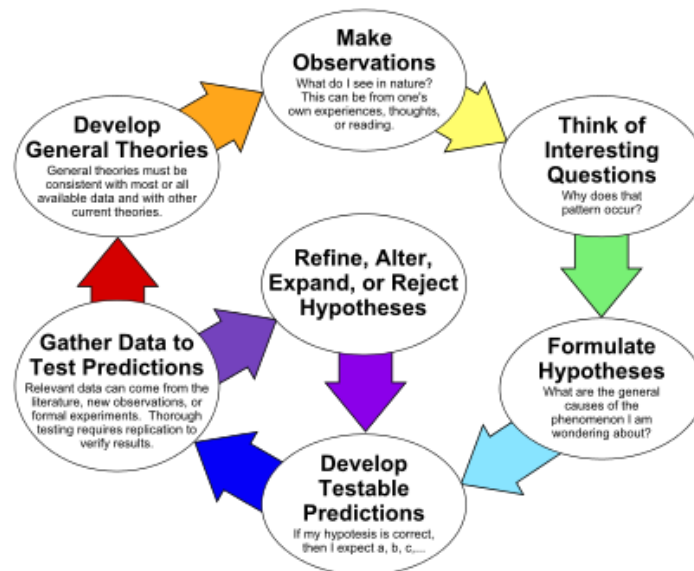 Make
Observations
What do I see in nature?
This can be from one's
own experiences, thoughts,
or reading.
Think of
Interesting
Questions
Why does that
pattern occur?
Formulate
Hypotheses
What are the general
causes of the
phenomenon I am
wondering about?
Develop
Testable
Predictions
If my hypotesis is correct,
then I expect a, b, c,...
Gather Data to
Test Predictions
Relevant data can come from the
literature, new observations, or
formal experiments. Thorough
testing requires replication to
verify results.
Refine, Alter,
Expand, or Reject
Hypotheses
Develop
General Theories
General theories must be
consistent with most or all
available data and with other
current theories.